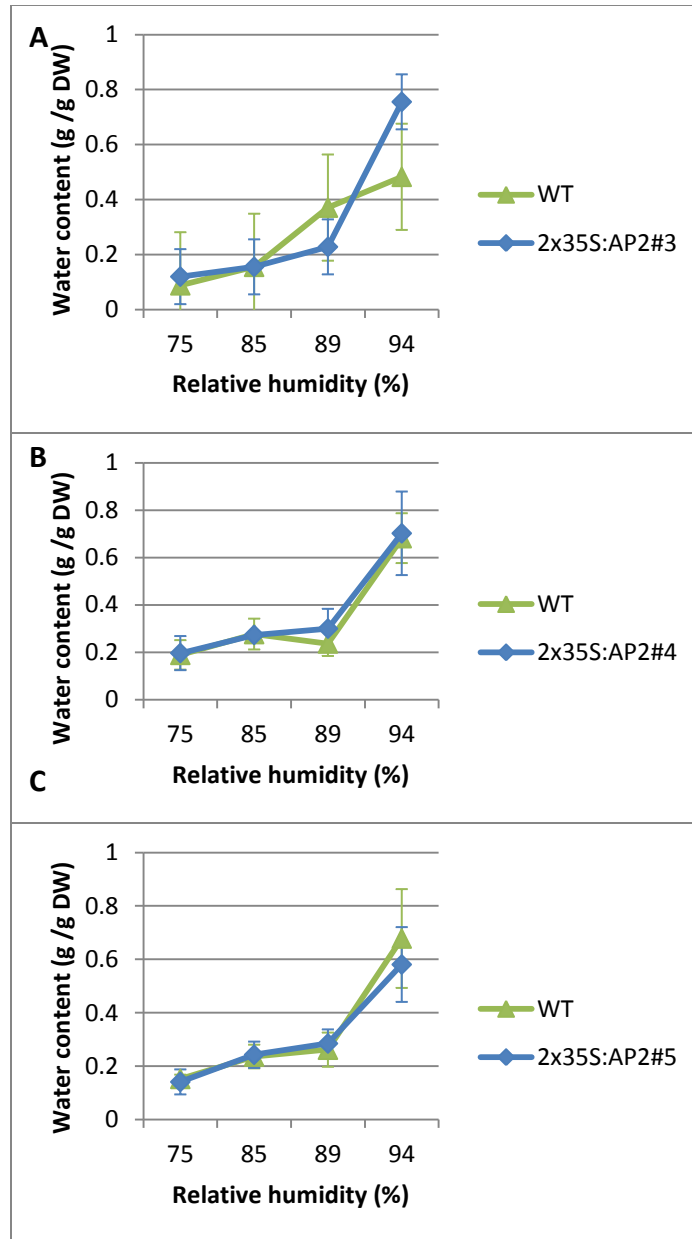 A
Water content (g /g DW)
1
0.8
0.6
0.4
0.2
0
75 85 89 94
Relative humidity (%)
WT
2x35S:AP2#3
B
Water content (g /g DW)
1
0.8
0.6
0.4
0.2
0
75 85 89 94
Relative humidity (%)
WT
2x35S:AP2#4
C
Water content (g /g DW)
1
0.8
0.6
0.4
0.2
0
75 85 89 94
Relative humidity (%)
WT
2x35S:AP2#5